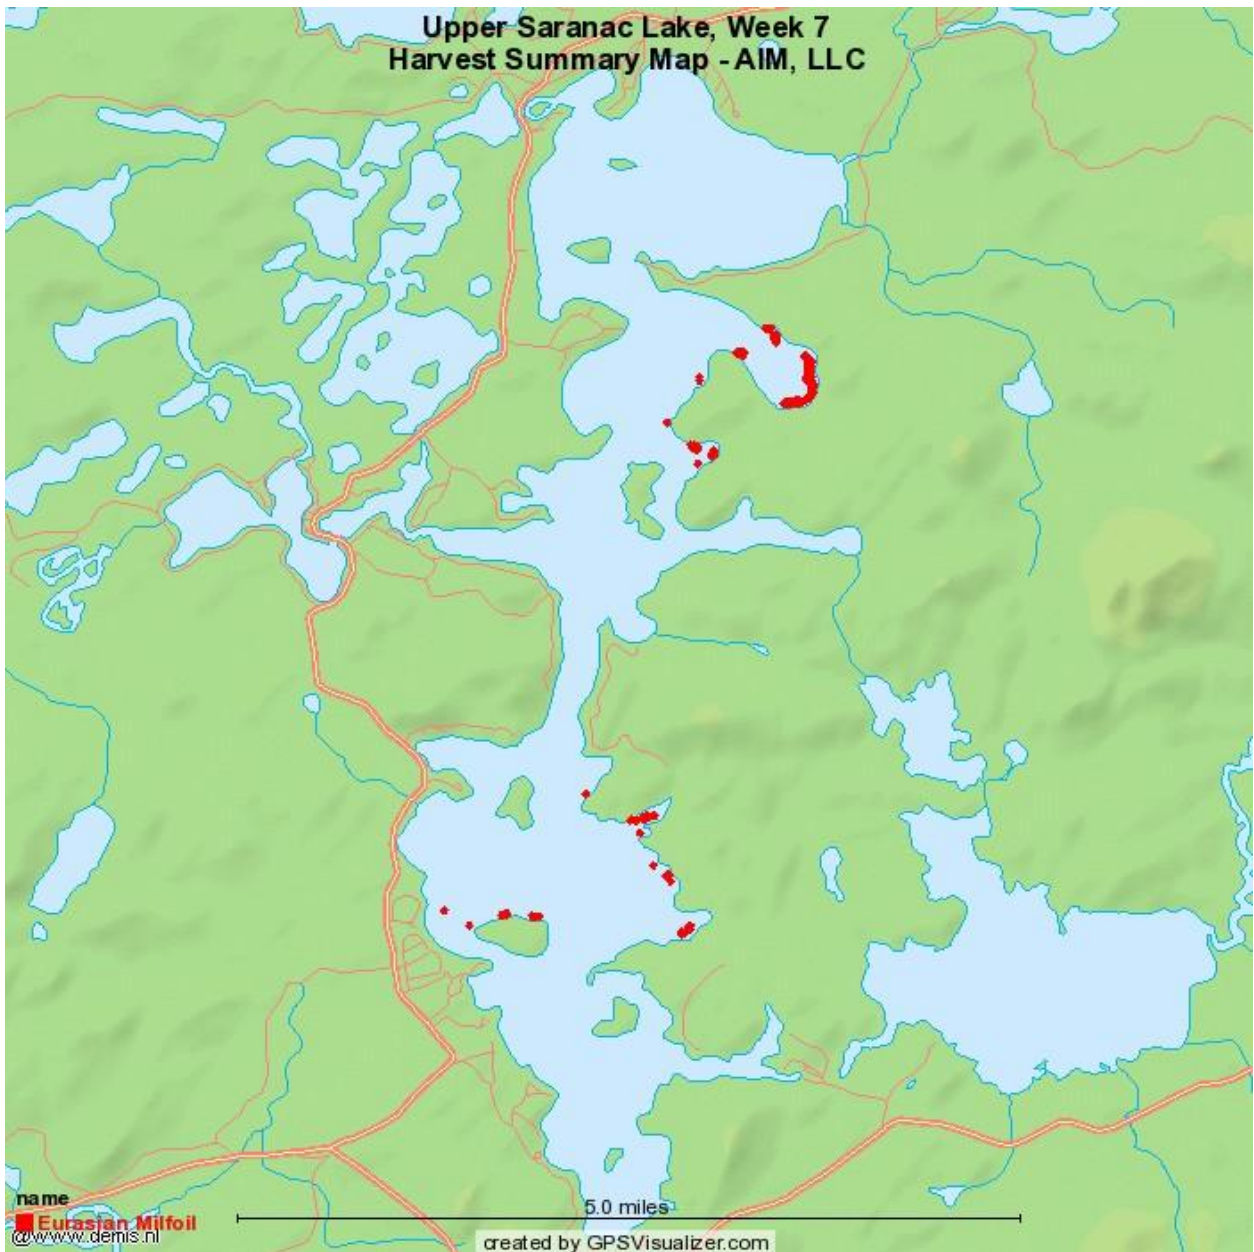 Upper Saranac Lake, Week 7
Harvest Summary Map - AIM, LLC
name
Eurasian Milfoil
@www.demis.nl
5.0 miles
created by GPSVisualizer.com